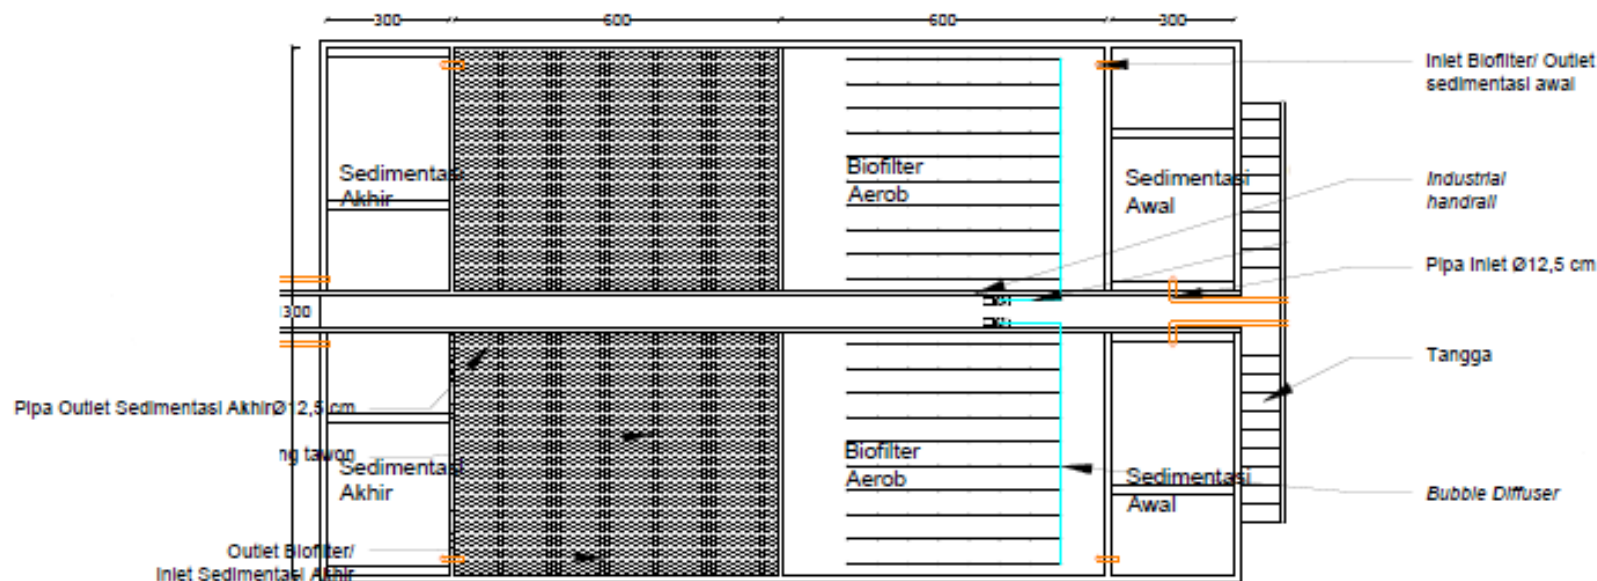 300 600 600 300
Inlet Biofilter/ Outlet
sedimentasi awal
Sedimentasi
Akhir
Biofilter
Aerob
Sedimentasi
Awal
Industrial
handrail
Pipa Inlet Ø12,5 cm
300
Tangga
Pipa Outlet Sedimentasi AkhirØ12,5 cm
ng tawon
Sedimentasi
Akhir
Biofilter
Aerob
Sedimentasi
Awal
Bubble Diffuser
Outlet Biofilter/
Inlet Sedimentasi Akhir